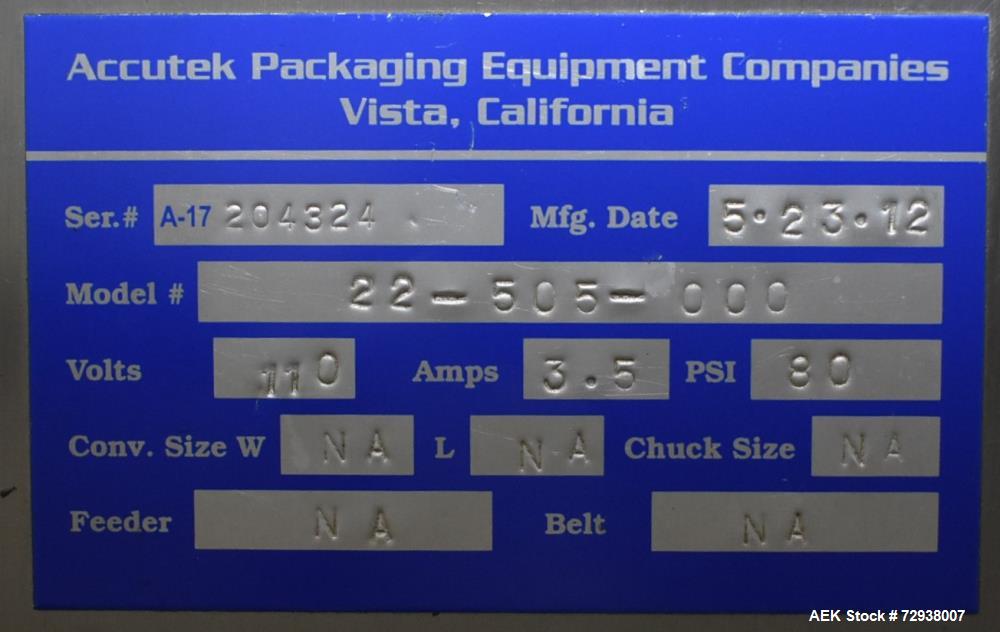 Accutek Packaging Equipment Companies
Vista, California
Ser.# A-17 204324 Mfg. Date 5·23·12
Model # 22-505-000
Volts 110 Amps 3.5 PSI 80
Conv. Size W NA L NA Chuck Size NA
Feeder NA Belt NA
AEK Stock # 72938007